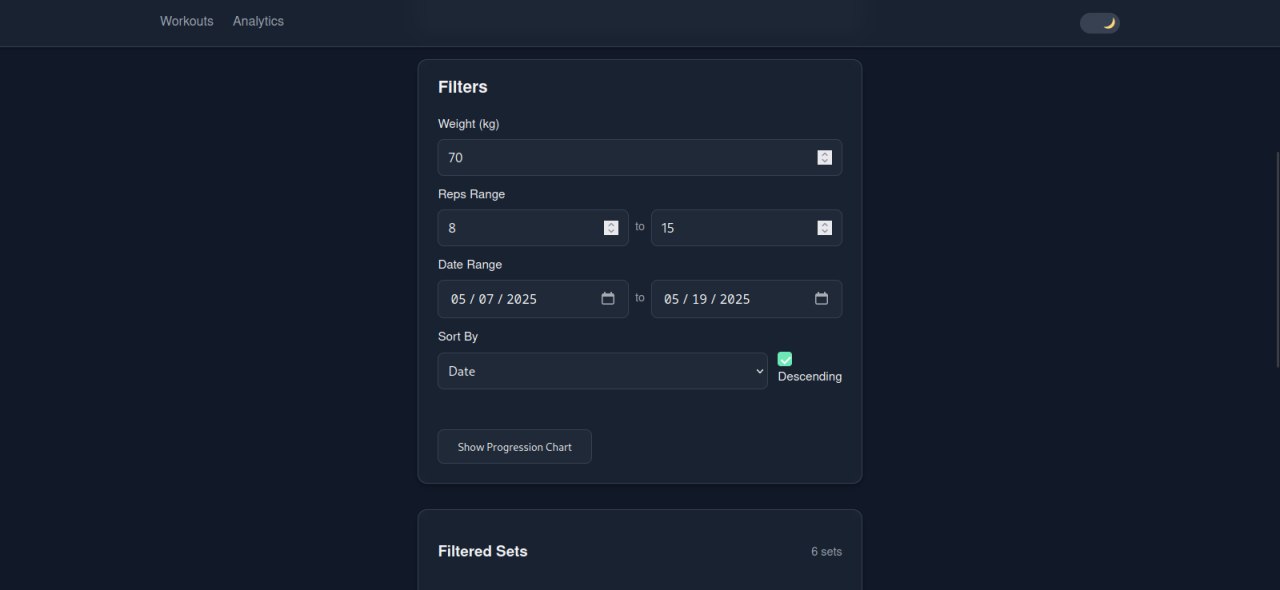 Workouts Analytics
Filters
Weight (kg)
70
Reps Range
8 to 15
Date Range
05 / 07 / 2025 to 05 / 19 / 2025
Sort By
Date
Descending
Show Progression Chart
Filtered Sets 6 sets